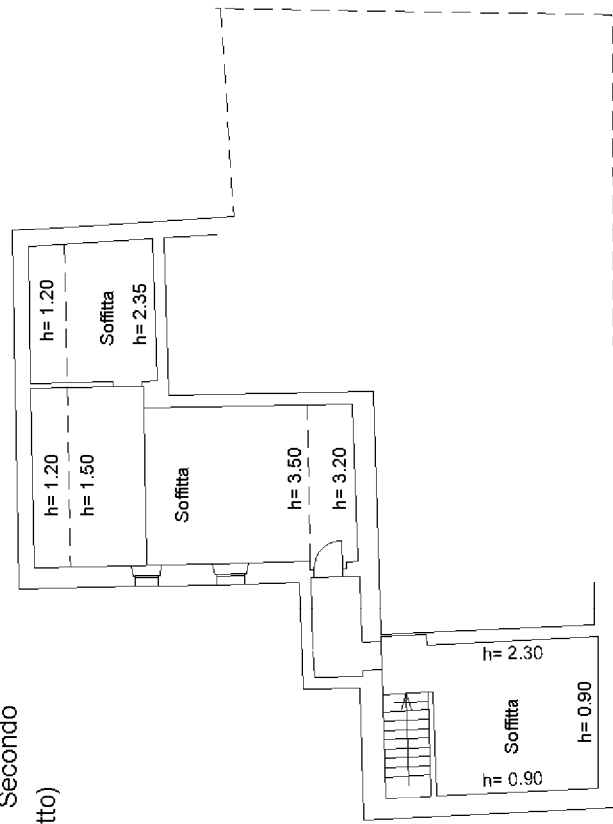 Secondo
tto)
h= 1.20
Soffitta
h= 2.35
h= 1.20
h= 1.50
Soffitta
h= 3.50
h= 3.20
h= 2.30
Soffitta
h= 0.90
h= 0.90